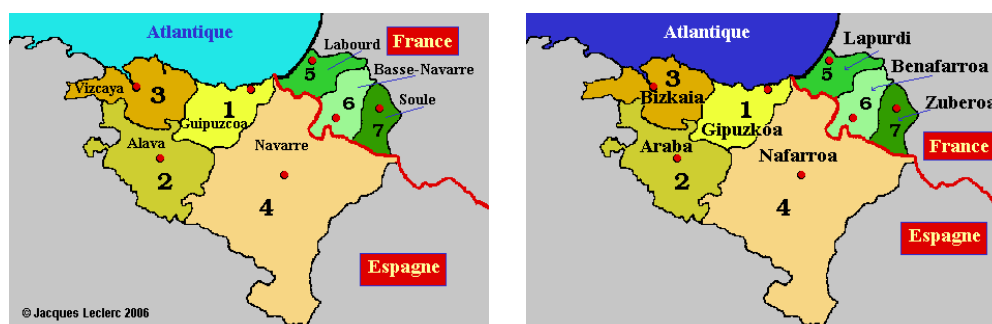 Atlantique
Labourd
France
5
Basse-Navarre
Vizcaya
3
1
6
Soule
Guipuzcoa
7
Alava
Navarre
2
4
Espagne
© Jacques Leclerc 2006
Atlantique
Lapurdi
5
3
Benafarroa
Bizkaia
1
6
Zuberoa
Gipuzkoa
7
Araba
France
Nafarroa
2
4
Espagne